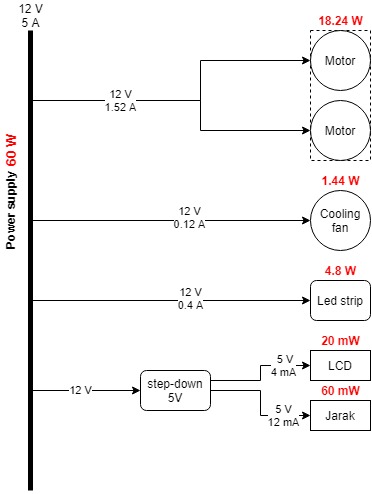 12 V
5 A
Power supply 60 W
18.24 W
Motor
12 V
1.52 A
Motor
1.44 W
12 V
0.12 A
Cooling
fan
4.8 W
12 V
0.4 A
Led strip
20 mW
5 V
4 mA
LCD
12 V
step-down
5V
60 mW
5 V
12 mA
Jarak